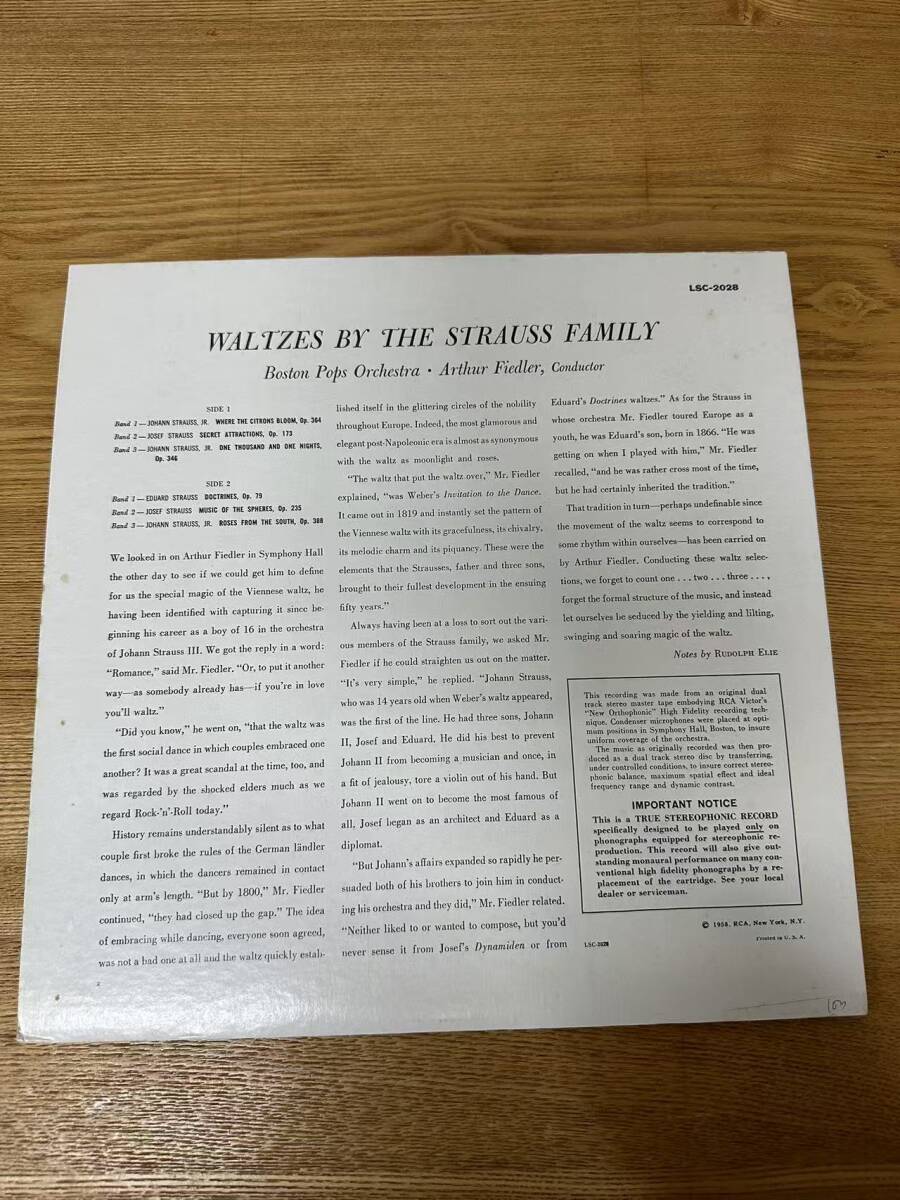 LSC-2028
WALTZES BY THE STRAUSS FAMILY
Boston Pops Orchestra • Arthur Fiedler, Conductor
SIDE 1
Band 1 — JOHANN STRAUSS, JR. WHERE THE CITRONS BLOOM, Op. 364
Band 2 — JOSEF STRAUSS SECRET ATTRACTIONS, Op. 173
Band 3 — JOHANN STRAUSS, JR. ONE THOUSAND AND ONE NIGHTS,
Op. 346
SIDE 2
Band 1 — EDUARD STRAUSS DOCTRINES, Op. 79
Band 2 — JOSEF STRAUSS MUSIC OF THE SPHERES, Op. 235
Band 3 — JOHANN STRAUSS, JR. ROSES FROM THE SOUTH, Op. 388
We looked in on Arthur Fiedler in Symphony Hall
the other day to see if we could get him to define
for us the special magic of the Viennese waltz, he
having been identified with capturing it since be-
ginning his career as a boy of 16 in the orchestra
of Johann Strauss III. We got the reply in a word:
“Romance,” said Mr. Fiedler. “Or, to put it another
way—as somebody already has—if you’re in love
you’ll waltz.”
“Did you know,” he went on, “that the waltz was
the first social dance in which couples embraced one
another? It was a great scandal at the time, too, and
was regarded by the shocked elders much as we
regard Rock-’n’-Roll today.”
History remains understandably silent as to what
couple first broke the rules of the German ländler
dances, in which the dancers remained in contact
only at arm’s length. “But by 1800,” Mr. Fiedler
continued, “they had closed up the gap.” The idea
of embracing while dancing, everyone soon agreed,
was not a bad one at all and the waltz quickly estab-
2
lished itself in the glittering circles of the nobility
throughout Europe. Indeed, the most glamorous and
elegant post-Napoleonic era is almost as synonymous
with the waltz as moonlight and roses.
“The waltz that put the waltz over,” Mr. Fiedler
explained, “was Weber’s Invitation to the Dance.
It came out in 1819 and instantly set the pattern of
the Viennese waltz with its gracefulness, its chivalry,
its melodic charm and its piquancy. These were the
elements that the Strausses, father and three sons,
brought to their fullest development in the ensuing
fifty years.”
Always having been at a loss to sort out the vari-
ous members of the Strauss family, we asked Mr.
Fiedler if he could straighten us out on the matter.
“It’s very simple,” he replied. “Johann Strauss,
who was 14 years old when Weber’s waltz appeared,
was the first of the line. He had three sons, Johann
II, Josef and Eduard. He did his best to prevent
Johann II from becoming a musician and once, in
a fit of jealousy, tore a violin out of his hand. But
Johann II went on to become the most famous of
all, Josef began as an architect and Eduard as a
diplomat.
“But Johann’s affairs expanded so rapidly he per-
suaded both of his brothers to join him in conduct-
ing his orchestra and they did,” Mr. Fiedler related.
“Neither liked to or wanted to compose, but you’d
never sense it from Josef’s Dynamiden or from
Eduard’s Doctrines waltzes.” As for the Strauss in
whose orchestra Mr. Fiedler toured Europe as a
youth, he was Eduard’s son, born in 1866. “He was
getting on when I played with him,” Mr. Fiedler
recalled, “and he was rather cross most of the time,
but he had certainly inherited the tradition.”
That tradition in turn—perhaps undefinable since
the movement of the waltz seems to correspond to
some rhythm within ourselves—has been carried on
by Arthur Fiedler. Conducting these waltz selec-
tions, we forget to count one . . . two . . . three . . . ,
forget the formal structure of the music, and instead
let ourselves be seduced by the yielding and lilting,
swinging and soaring magic of the waltz.
Notes by RUDOLPH ELIE
This recording was made from an original dual
track stereo master tape embodying RCA Victor’s
“New Orthophonic” High Fidelity recording tech-
nique. Condenser microphones were placed at opti-
mum positions in Symphony Hall, Boston, to insure
uniform coverage of the orchestra.
The music as originally recorded was then pro-
duced as a dual track stereo disc by transferring,
under controlled conditions, to insure correct stereo-
phonic balance, maximum spatial effect and ideal
frequency range and dynamic contrast.
IMPORTANT NOTICE
This is a TRUE STEREOPHONIC RECORD
specifically designed to be played only on
phonographs equipped for stereophonic re-
production. This record will also give out-
standing monaural performance on many con-
ventional high fidelity phonographs by a re-
placement of the cartridge. See your local
dealer or serviceman.
© 1958, RCA, New York, N.Y.
LSC-2028
Printed in U.S.A.